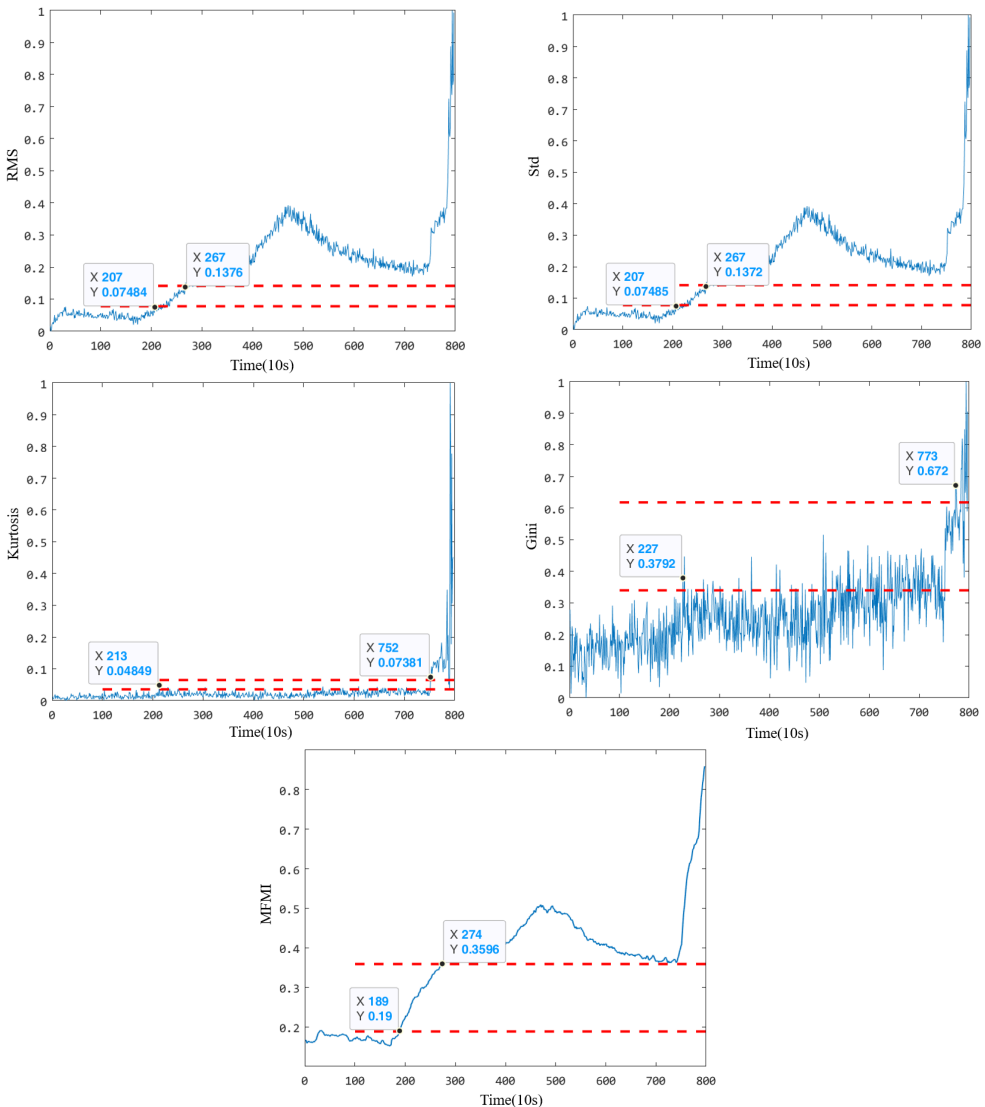 1
0.9
0.8
0.7
0.6
0.5
0.4
0.3
0.2
0.1
0
RMS
X 267
Y 0.1376
X 207
Y 0.07484
0 100 200 300 400 500 600 700 800
Time(10s)
1
0.9
0.8
0.7
0.6
0.5
0.4
0.3
0.2
0.1
0
Std
X 267
Y 0.1372
X 207
Y 0.07485
0 100 200 300 400 500 600 700 800
Time(10s)
1
0.9
0.8
0.7
0.6
0.5
0.4
0.3
0.2
0.1
0
Kurtosis
X 213
Y 0.04849
X 752
Y 0.07381
0 100 200 300 400 500 600 700 800
Time(10s)
1
0.9
0.8
0.7
0.6
0.5
0.4
0.3
0.2
0.1
0
Gini
X 773
Y 0.672
X 227
Y 0.3792
0 100 200 300 400 500 600 700 800
Time(10s)
0.8
0.7
0.6
0.5
0.4
0.3
0.2
MFMI
X 274
Y 0.3596
X 189
Y 0.19
0 100 200 300 400 500 600 700 800
Time(10s)